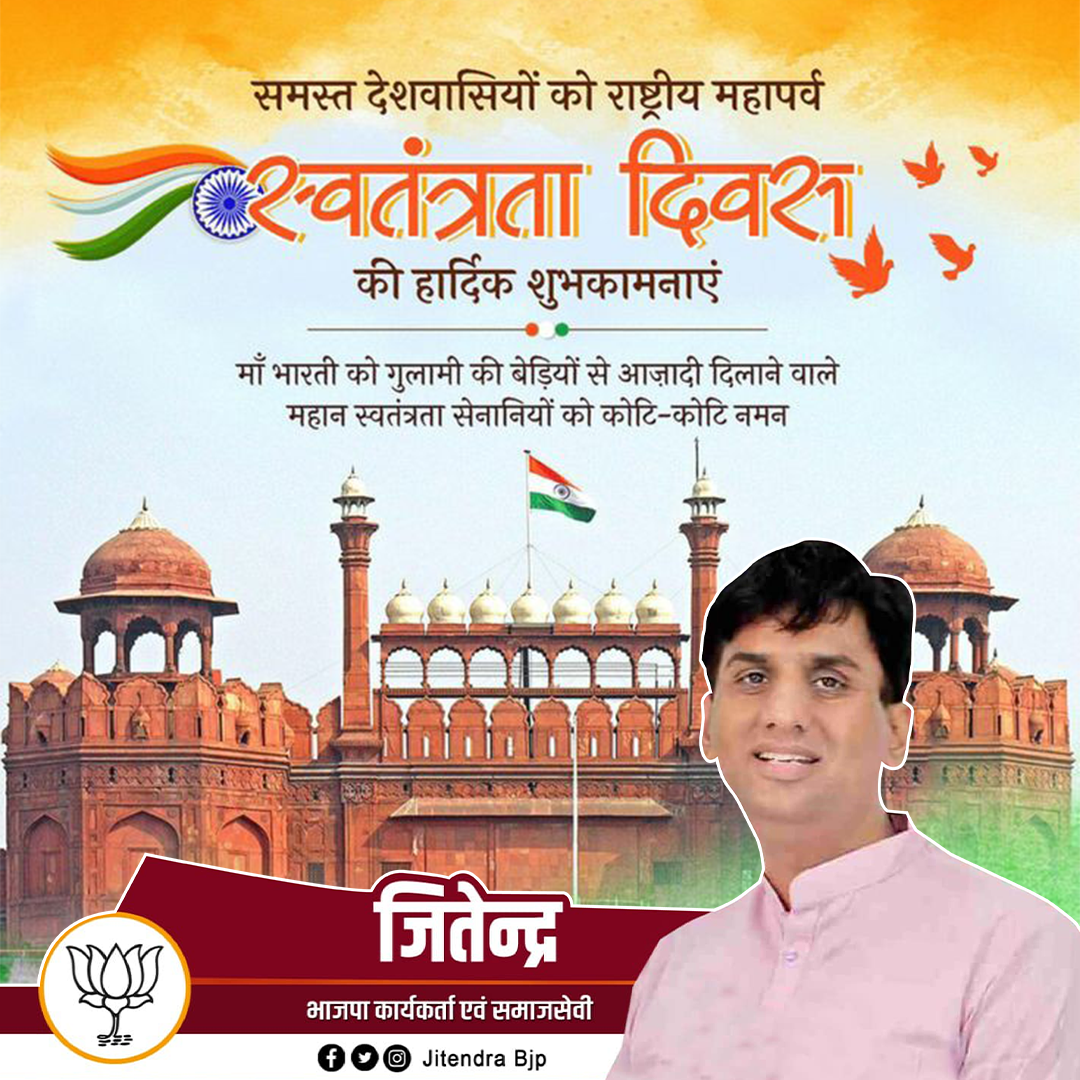 समस्त देशवासियों को राष्ट्रीय महापर्व
स्वतंत्रता दिवस
की हार्दिक शुभकामनाएं
माँ भारती को गुलामी की बेड़ियों से आज़ादी दिलाने वाले
महान स्वतंत्रता सेनानियों को कोटि-कोटि नमन
जितेन्द्र
भाजपा कार्यकर्ता एवं समाजसेवी
Jitendra Bjp